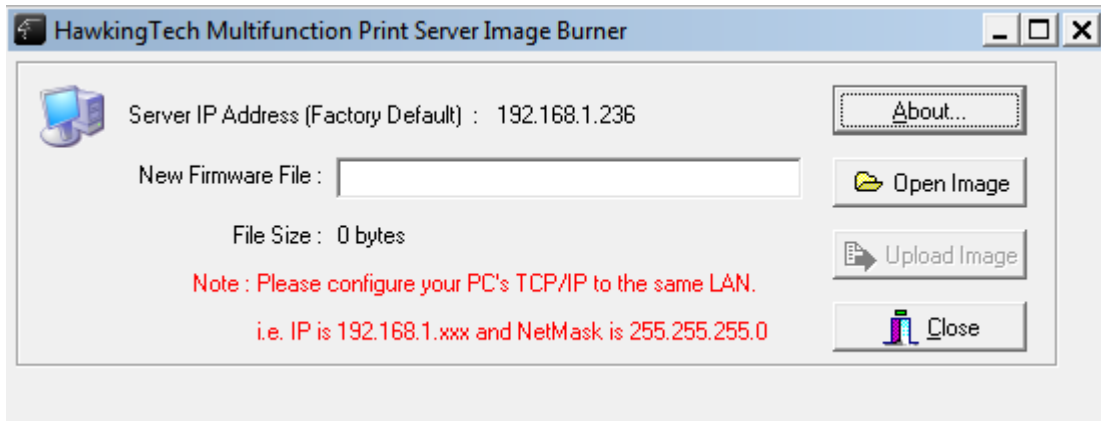 HawkingTech Multifunction Print Server Image Burner
Server IP Address (Factory Default) : 192.168.1.236
About...
New Firmware File :
Open Image
File Size : 0 bytes
Upload Image
Note : Please configure your PC's TCP/IP to the same LAN.
i.e. IP is 192.168.1.xxx and NetMask is 255.255.255.0
Close